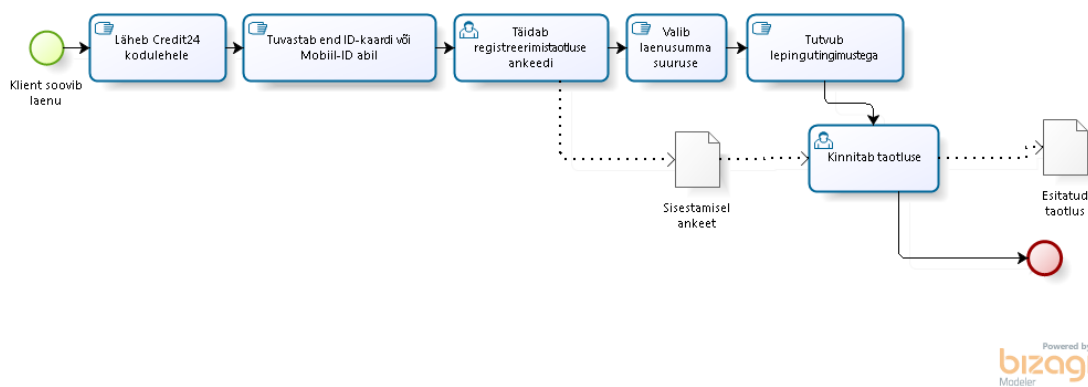 Klient soovib
laenu
Läheb Credit24
kodulehele
Tuvastab end ID-kaardi või
Mobiil-ID abil
Täidab
registreerimistaotluse
ankeedi
Valib
laenusumma
suuruse
Tutvub
lepingutingimustega
Sisestamisel
ankeet
Kinnitab taotluse
Esitatud
taotlus
Powered by
bizagi
Modeler